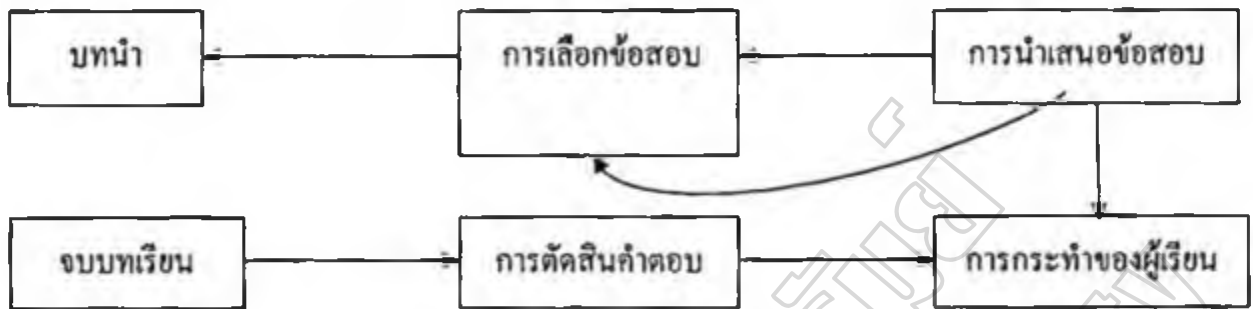 บทนำ
การเลือกข้อสอบ
การนำเสนอข้อสอบ
จบบทเรียน
การตัดสินคำตอบ
การกระทำของผู้เรียน